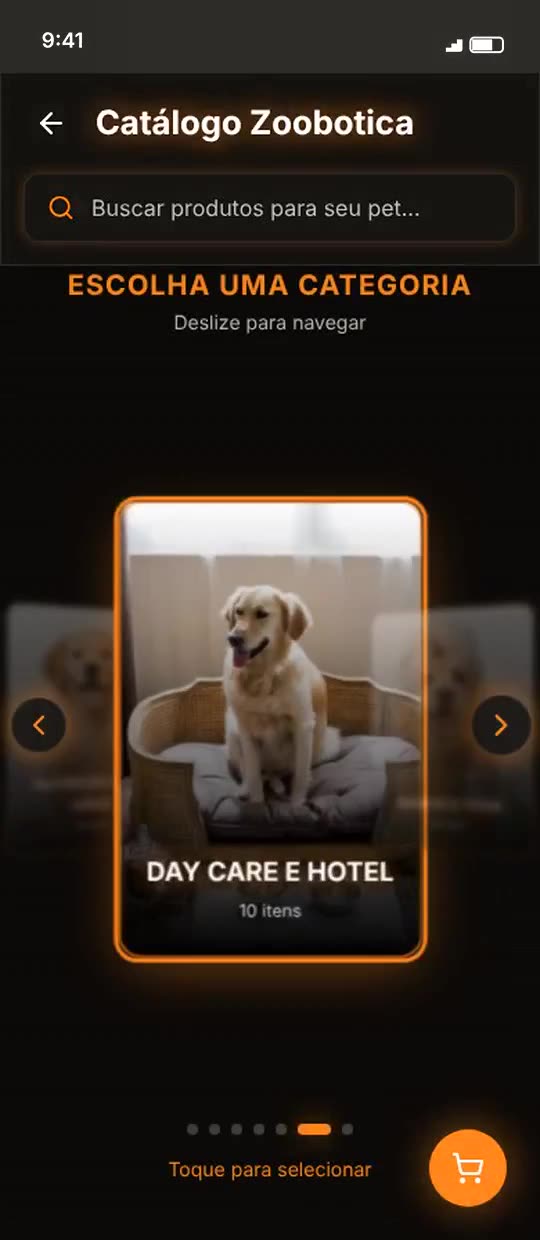 9:41
Catálogo Zoobotica
Buscar produtos para seu pet...
ESCOLHA UMA CATEGORIA
Deslize para navegar
DAY CARE E HOTEL
10 itens
Toque para selecionar